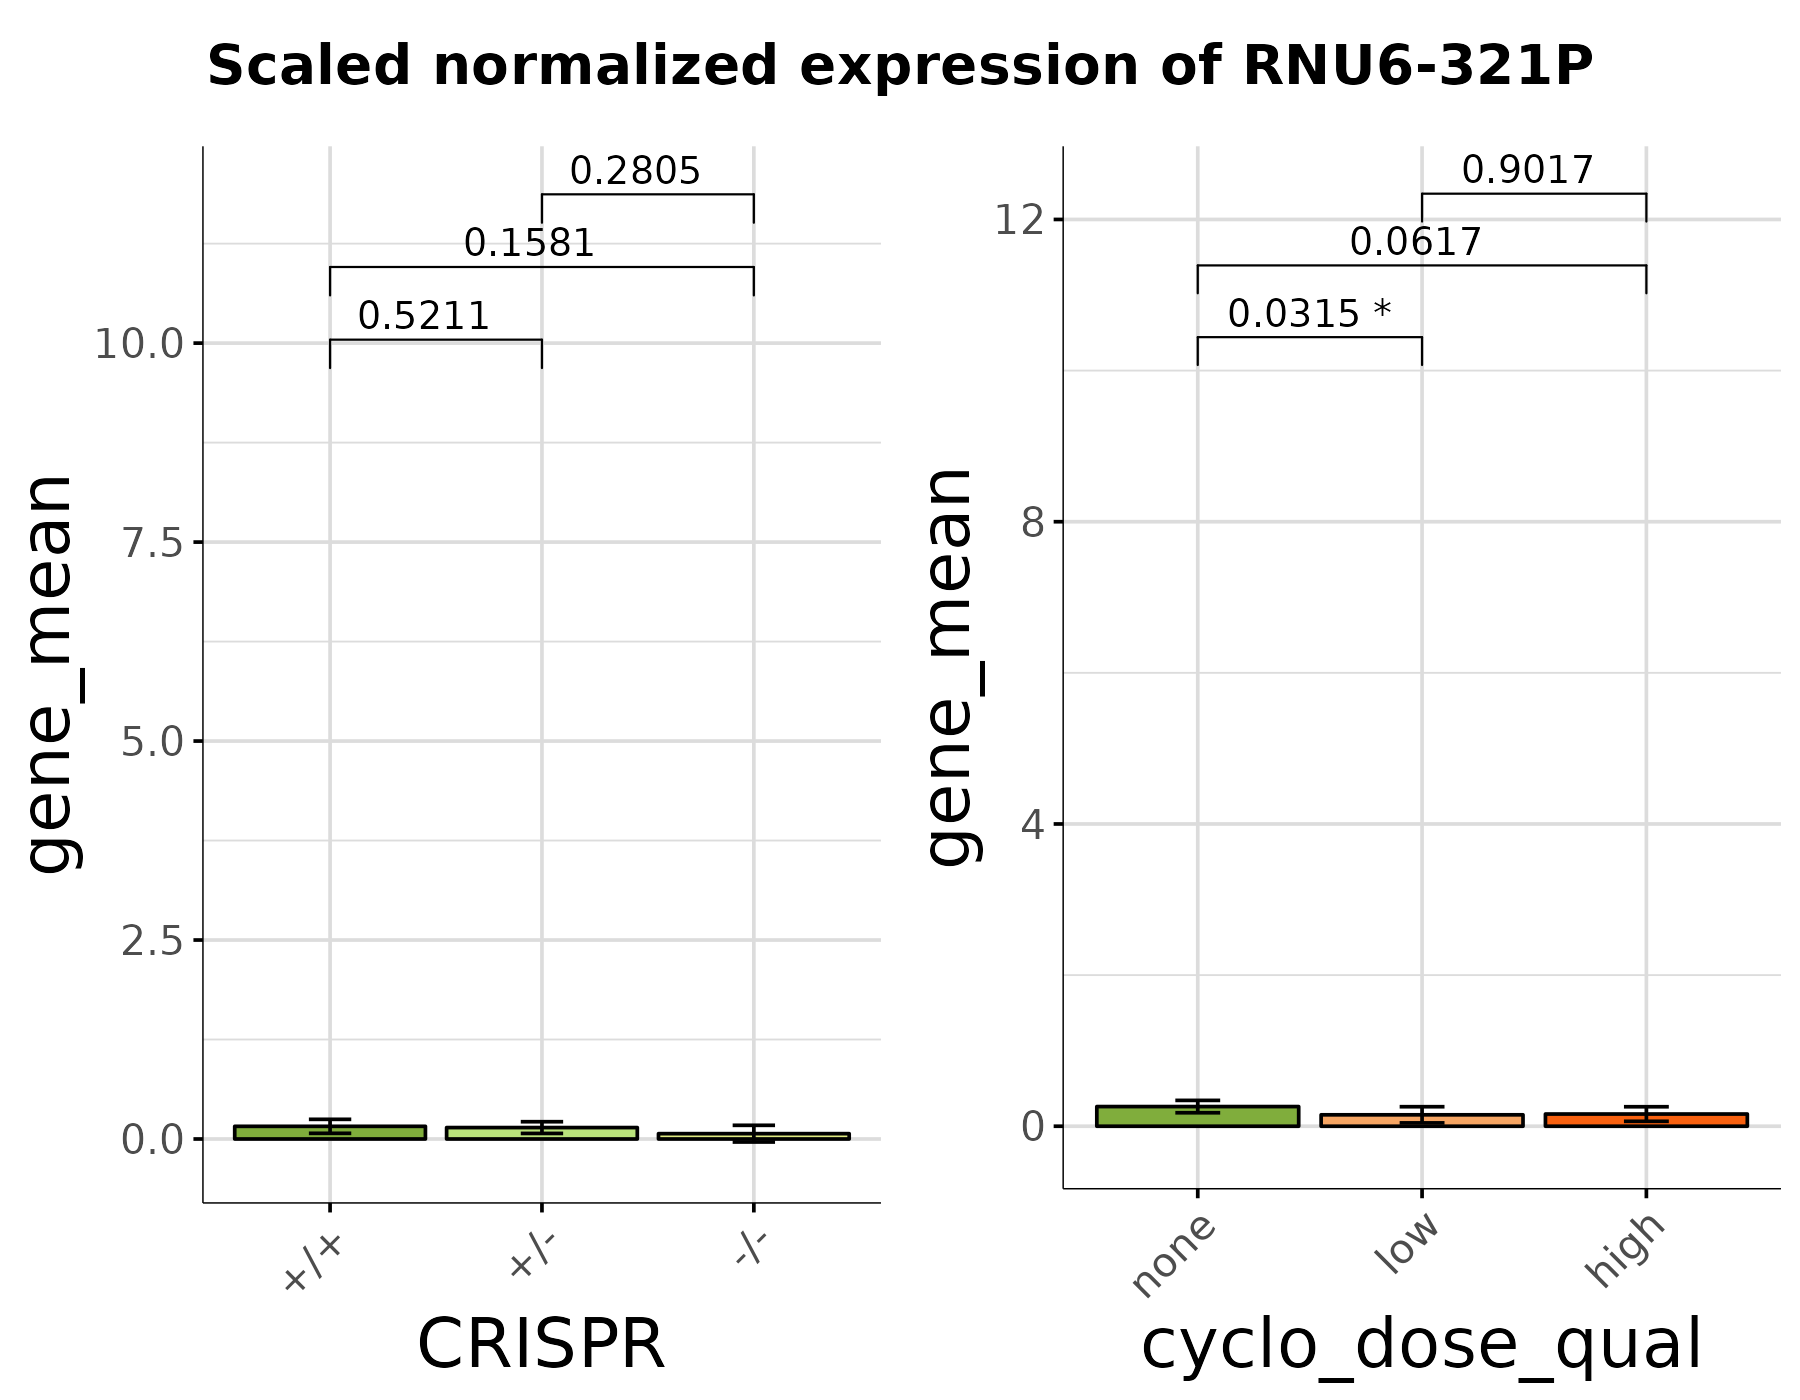 Scaled normalized expression of RNU6-321P
0.2805
0.1581
0.5211
10.0
7.5
5.0
2.5
0.0
gene_mean
+/+
+/-
-/-
CRISPR
0.9017
0.0617
0.0315 *
12
8
4
0
gene_mean
none
low
high
cyclo_dose_qual